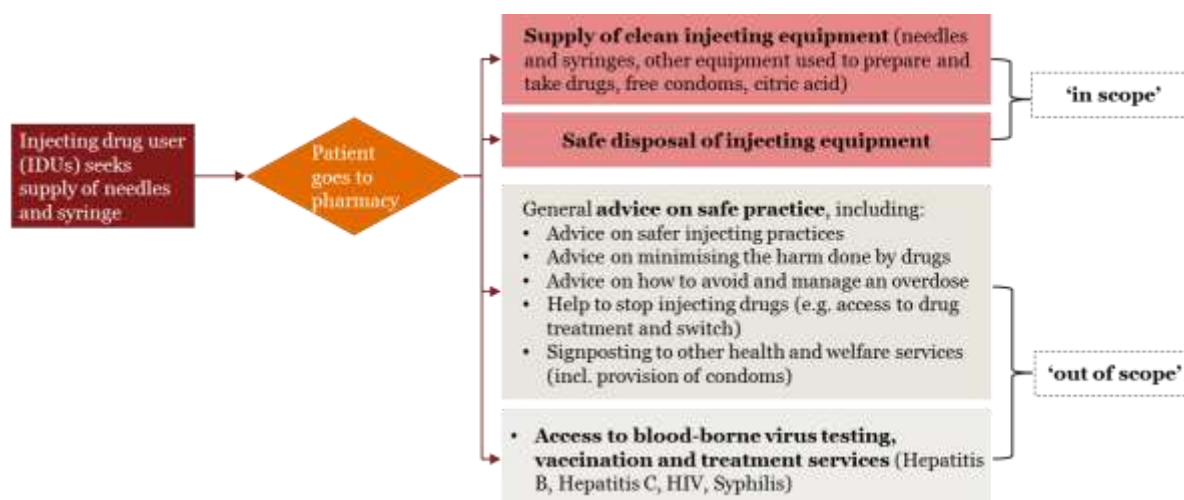 Injecting drug user
(IDUs) seeks
supply of needles
and syringe
Patient
goes to
pharmacy
Supply of clean injecting equipment (needles
and syringes, other equipment used to prepare and
take drugs, free condoms, citric acid)
Safe disposal of injecting equipment
General advice on safe practice, including:
• Advice on safer injecting practices
• Advice on minimising the harm done by drugs
• Advice on how to avoid and manage an overdose
• Help to stop injecting drugs (e.g. access to drug
treatment and switch)
• Signposting to other health and welfare services
(incl. provision of condoms)
• Access to blood-borne virus testing,
vaccination and treatment services (Hepatitis
B, Hepatitis C, HIV, Syphilis)
‘in scope’
‘out of scope’